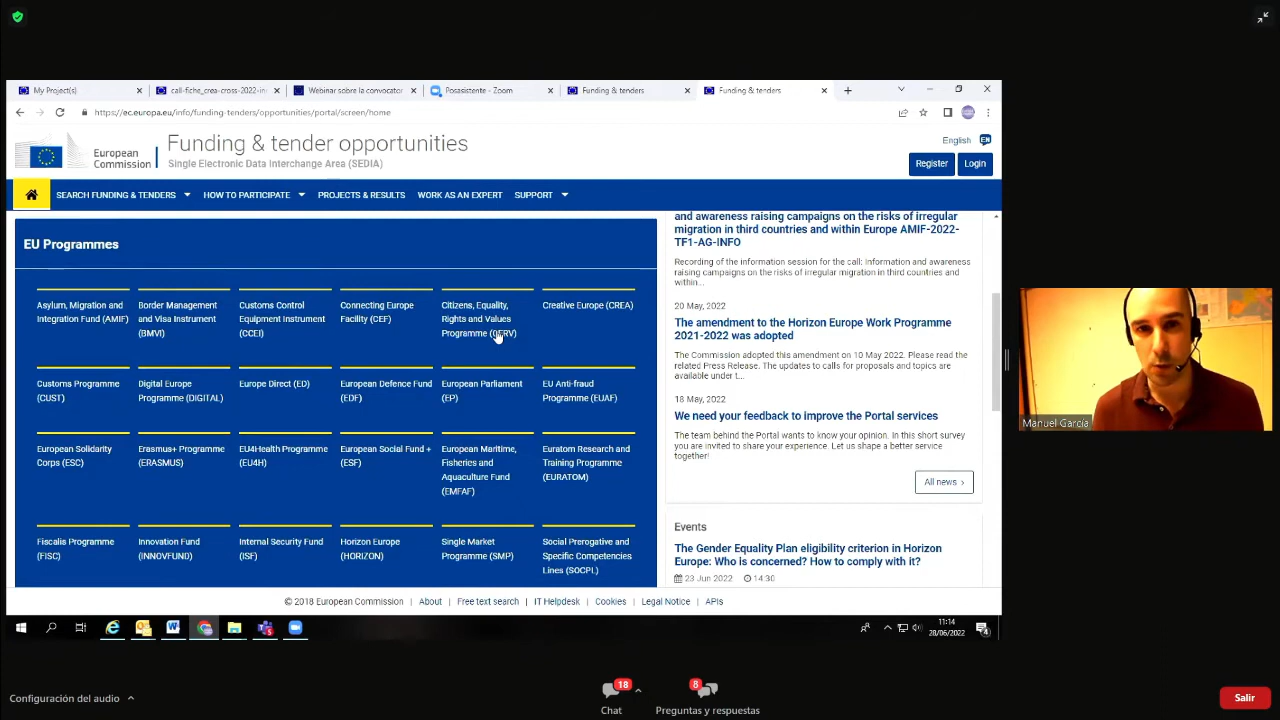 My Project(s)
call-fiche_crea-cross-2022-in
Webinar sobre la convocator
Posasistente - Zoom
Funding & tenders
Funding & tenders
https://ec.europa.eu/info/funding-tenders/opportunities/portal/screen/home
European Commission
Funding & tender opportunities
Single Electronic Data Interchange Area (SEDIA)
English EN
Register
Login
SEARCH FUNDING & TENDERS
HOW TO PARTICIPATE
PROJECTS & RESULTS
WORK AS AN EXPERT
SUPPORT
EU Programmes
Asylum, Migration and
Integration Fund (AMIF)
Border Management
and Visa Instrument
(BMVI)
Customs Control
Equipment Instrument
(CCEI)
Connecting Europe
Facility (CEF)
Citizens, Equality,
Rights and Values
Programme (CERV)
Creative Europe (CREA)
Customs Programme
(CUST)
Digital Europe
Programme (DIGITAL)
Europe Direct (ED)
European Defence Fund
(EDF)
European Parliament
(EP)
EU Anti-fraud
Programme (EUAF)
European Solidarity
Corps (ESC)
Erasmus+ Programme
(ERASMUS)
EU4Health Programme
(EU4H)
European Social Fund +
(ESF)
European Maritime,
Fisheries and
Aquaculture Fund
(EMFAF)
Euratom Research and
Training Programme
(EURATOM)
Fiscalis Programme
(FISC)
Innovation Fund
(INNOVFUND)
Internal Security Fund
(ISF)
Horizon Europe
(HORIZON)
Single Market
Programme (SMP)
Social Prerogative and
Specific Competencies
Lines (SOCPL)
and awareness raising campaigns on the risks of irregular
migration in third countries and within Europe AMIF-2022-
TF1-AG-INFO
Recording of the information session for the call: Information and awareness
raising campaigns on the risks of irregular migration in third countries and
within...
20 May, 2022
The amendment to the Horizon Europe Work Programme
2021-2022 was adopted
The Commission adopted this amendment on 10 May 2022. Please read the
related Press Release. The updates to calls for proposals and topics are
available under t...
18 May, 2022
We need your feedback to improve the Portal services
The team behind the Portal wants to know your opinion. In this short survey
you are invited to share your experience. Let us shape a better service
together!
All news >
Events
The Gender Equality Plan eligibility criterion in Horizon
Europe: Who is concerned? How to comply with it?
23 Jun 2022 14:30
© 2018 European Commission | About | Free text search | IT Helpdesk | Cookies | Legal Notice | APIs
11:14
28/06/2022
4
Manuel García
Configuración del audio
18
Chat
8
Preguntas y respuestas
Salir